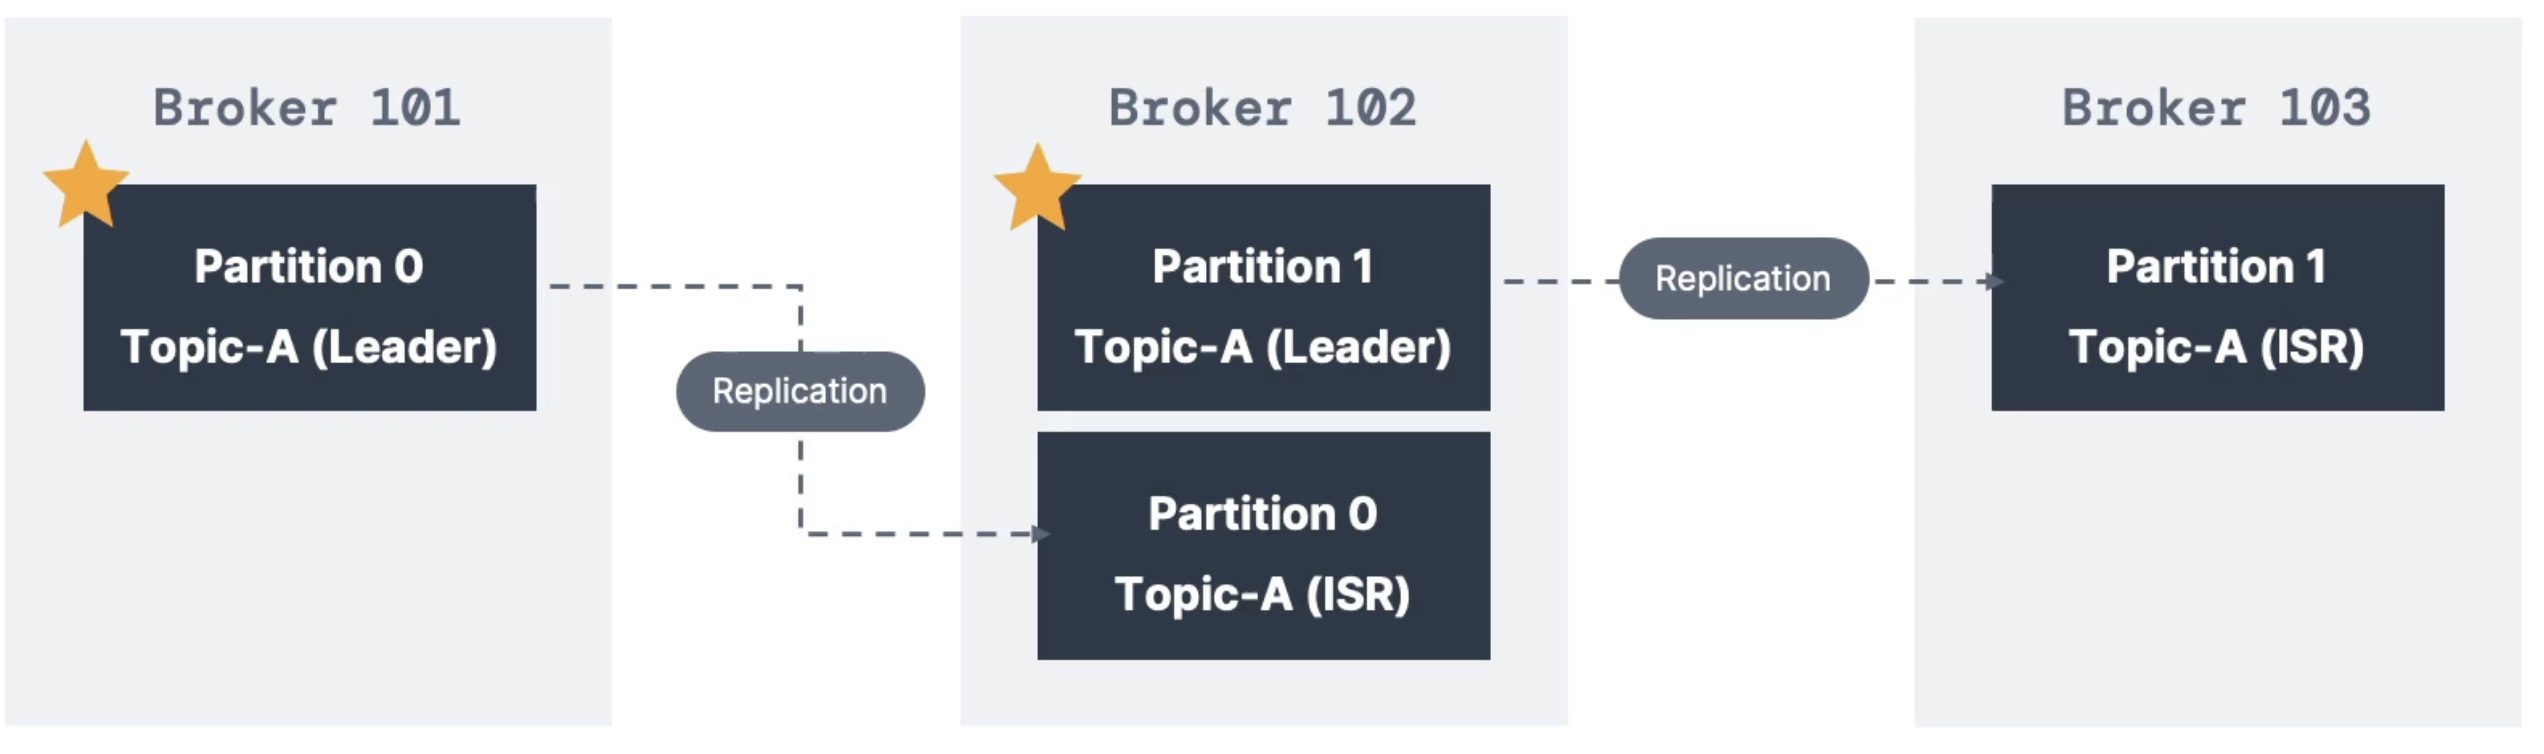 Broker 101
Partition 0
Topic-A (Leader)
Replication
Broker 102
Partition 1
Topic-A (Leader)
Partition 0
Topic-A (ISR)
Replication
Broker 103
Partition 1
Topic-A (ISR)